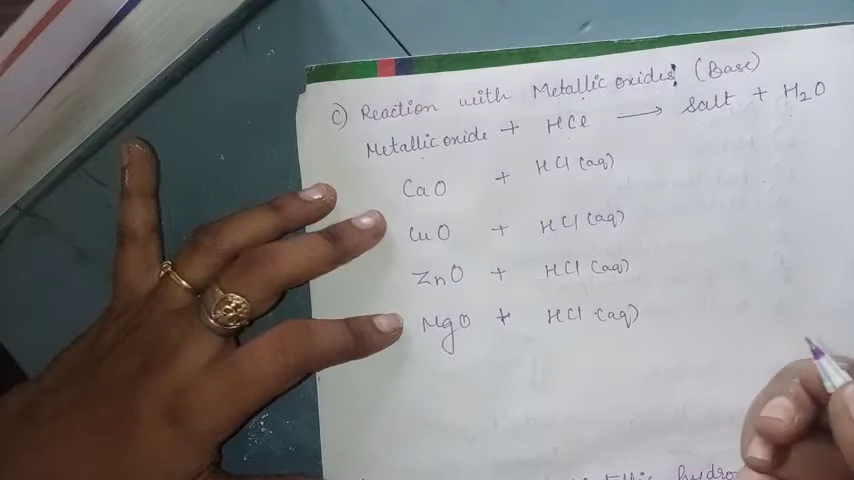 c) Reaction with Metallic oxides: (Base)
Metallic oxide + HCl → Salt + H₂O
CaO + HCl (aq)
CuO + HCl (aq)
ZnO + HCl (aq)
MgO + HCl (aq)